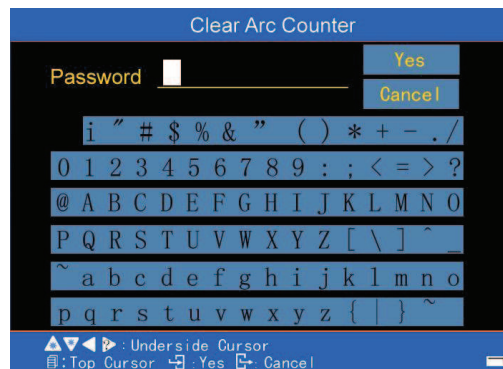 Clear Arc Counter
Password
Yes
Cancel
i " # $ % & " ( ) * + - . /
0 1 2 3 4 5 6 7 8 9 : ; < = > ?
@ A B C D E F G H I J K L M N O
P Q R S T U V W X Y Z [ \ ] ^ _
~ a b c d e f g h i j k l m n o
p q r s t u v w x y z { | } ~
: Underside Cursor
: Top Cursor : Yes : Cancel